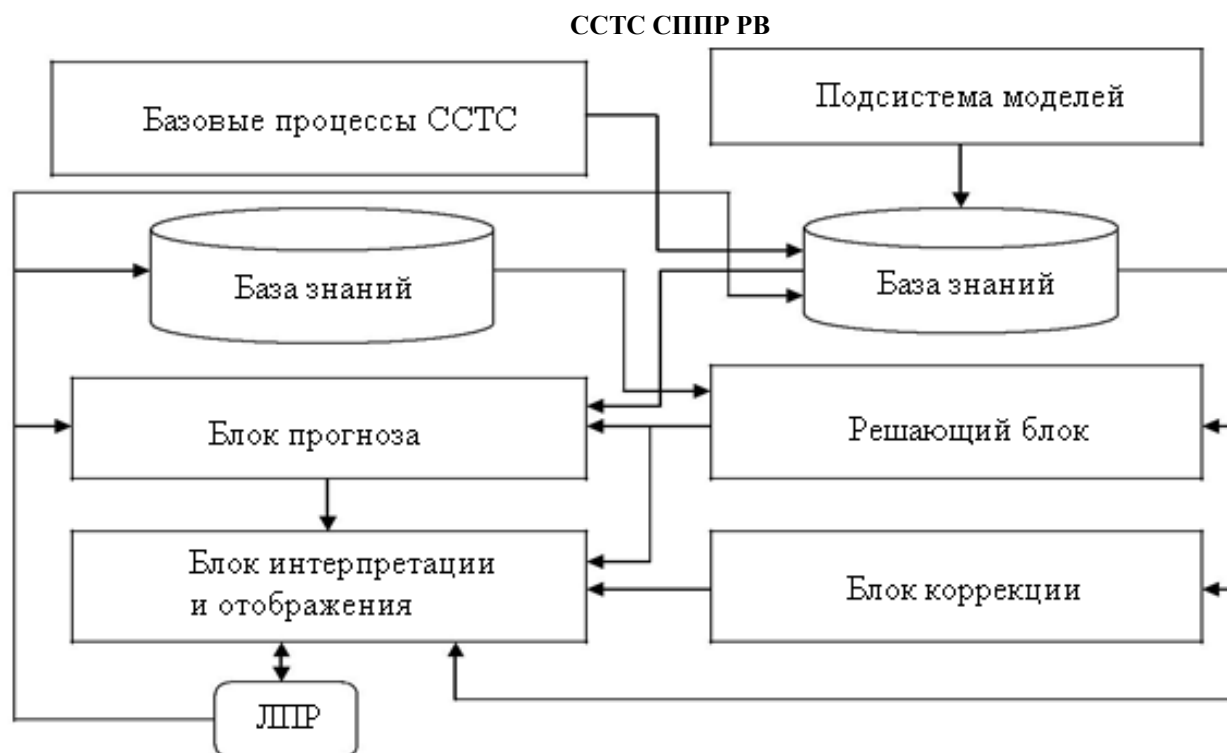 ССТС СППР РВ
Базовые процессы ССТС
Подсистема моделей
База знаний
База знаний
Блок прогноза
Решающий блок
Блок интерпретации
и отображения
Блок коррекции
ЛПР